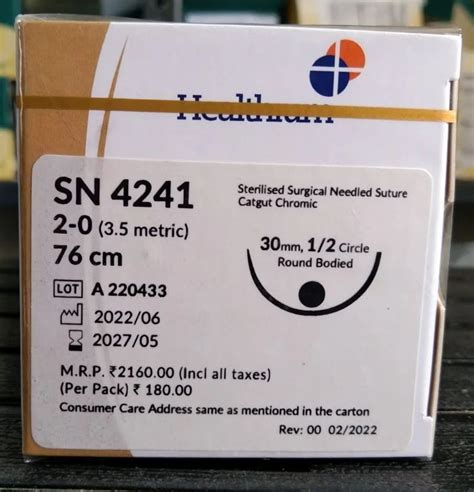 Healthium
SN 4241
2-0 (3.5 metric)
76 cm
Sterilised Surgical Needled Suture
Catgut Chromic
30mm, 1/2 Circle
Round Bodied
LOT A 220433
2022/06
2027/05
M.R.P. ₹2160.00 (Incl all taxes)
(Per Pack) ₹ 180.00
Consumer Care Address same as mentioned in the carton
Rev: 00 02/2022